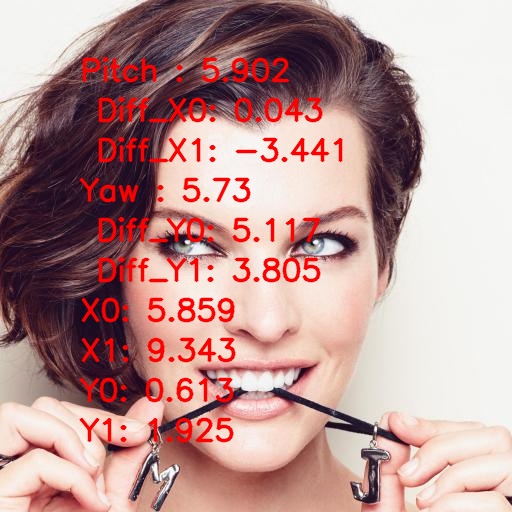 Pitch : 5.902
Diff_X0: 0.043
Diff_X1: -3.441
Yaw : 5.73
Diff_Y0: 5.117
Diff_Y1: 3.805
X0: 5.859
X1: 9.343
Y0: 0.613
Y1: 1.925
M J